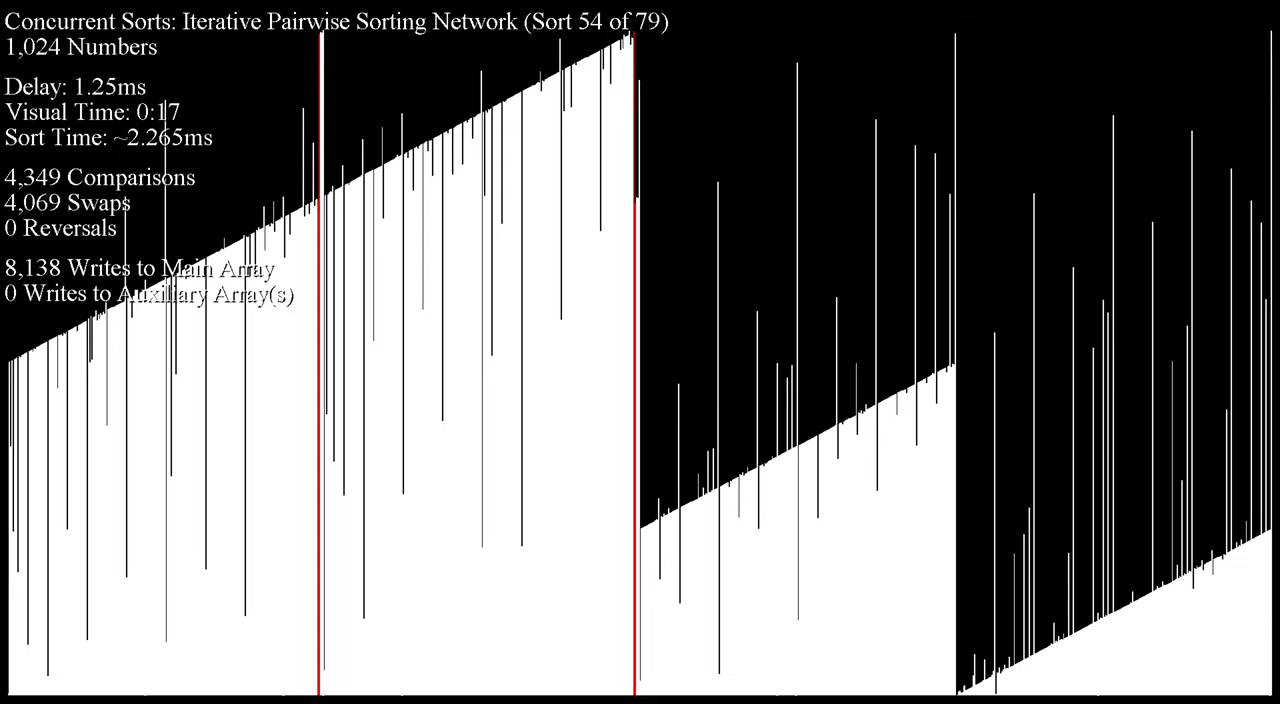 Concurrent Sorts: Iterative Pairwise Sorting Network (Sort 54 of 79)
1,024 Numbers
Delay: 1.25ms
Visual Time: 0:17
Sort Time: ~2.265ms
4,349 Comparisons
4,069 Swaps
0 Reversals
8,138 Writes to Main Array
0 Writes to Auxiliary Array(s)